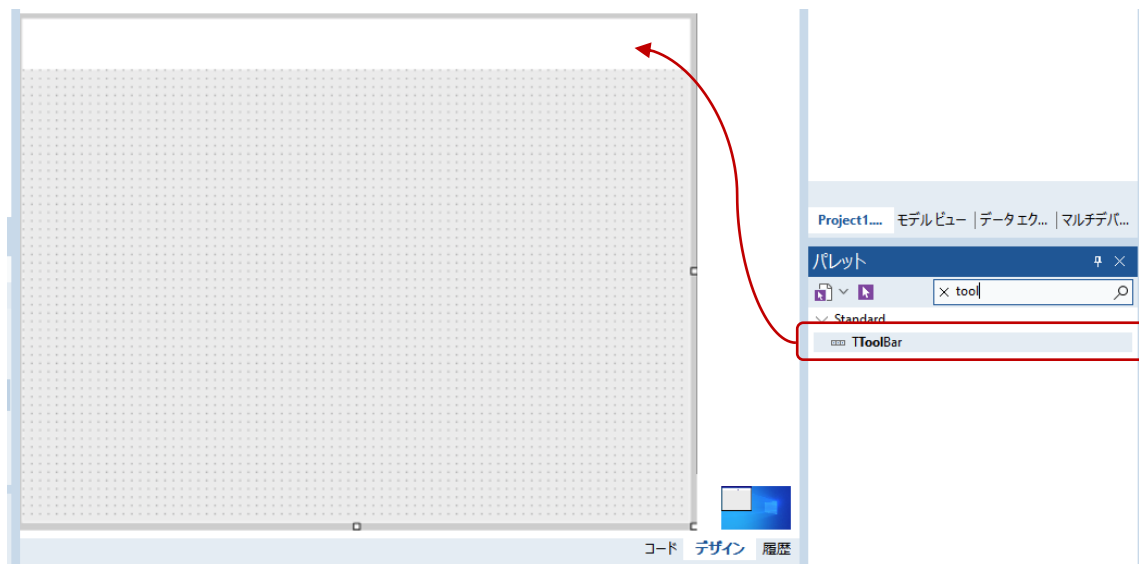 Project1.... モデル ビュー データ エク... マルチデバ...
パレット
tool
Standard
TToolBar
コード デザイン 履歴